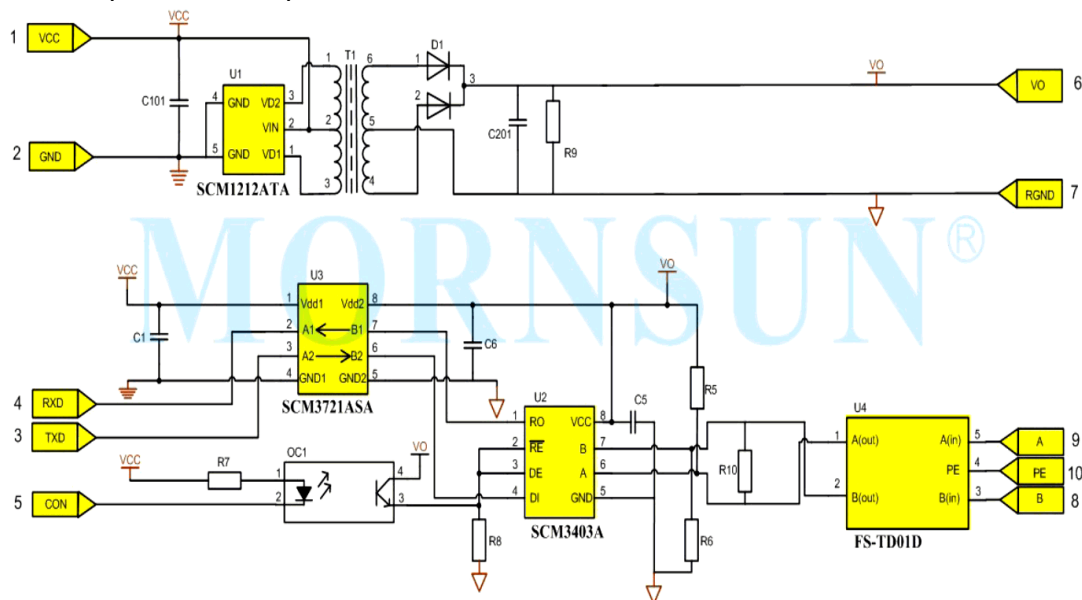 1 VCC VCC
C101
U1
4 GND VD2 3
VIN 2
5 GND VD1 1
SCM1212ATA
2 GND
T1
1 6
2 5
3 4
D1
1
2
3
C201
R9
VO
VO 6
RGND 7
MORNSUN®
VCC
C1
U3
1 Vdd1 Vdd2 8
2 A1 B1 7
3 A2 B2 6
4 GND1 GND2 5
SCM3721ASA
C6
VO
4 RXD
3 TXD
VCC
R7
OC1
1
2
4
3
VO
5 CON
R8
U2
1 RO VCC 8
2 RE B 7
3 DE A 6
4 DI GND 5
SCM3403A
C5
R5
R6
R10
U4
1 A(out) A(in) 5
PE 4
2 B(out) B(in) 3
FS-TD01D
A 9
PE 10
B 8